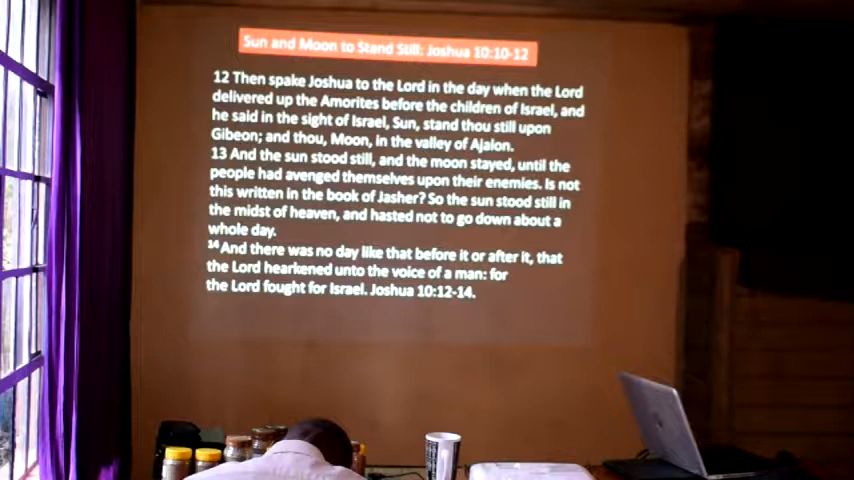 Sun and Moon to Stand Still: Joshua 10:10-12
12 Then spake Joshua to the Lord in the day when the Lord
delivered up the Amorites before the children of Israel, and
he said in the sight of Israel, Sun, stand thou still upon
Gibeon; and thou, Moon, in the valley of Ajalon.
13 And the sun stood still, and the moon stayed, until the
people had avenged themselves upon their enemies. Is not
this written in the book of Jasher? So the sun stood still in
the midst of heaven, and hasted not to go down about a
whole day.
14 And there was no day like that before it or after it, that
the Lord hearkened unto the voice of a man: for
the Lord fought for Israel. Joshua 10:12-14.